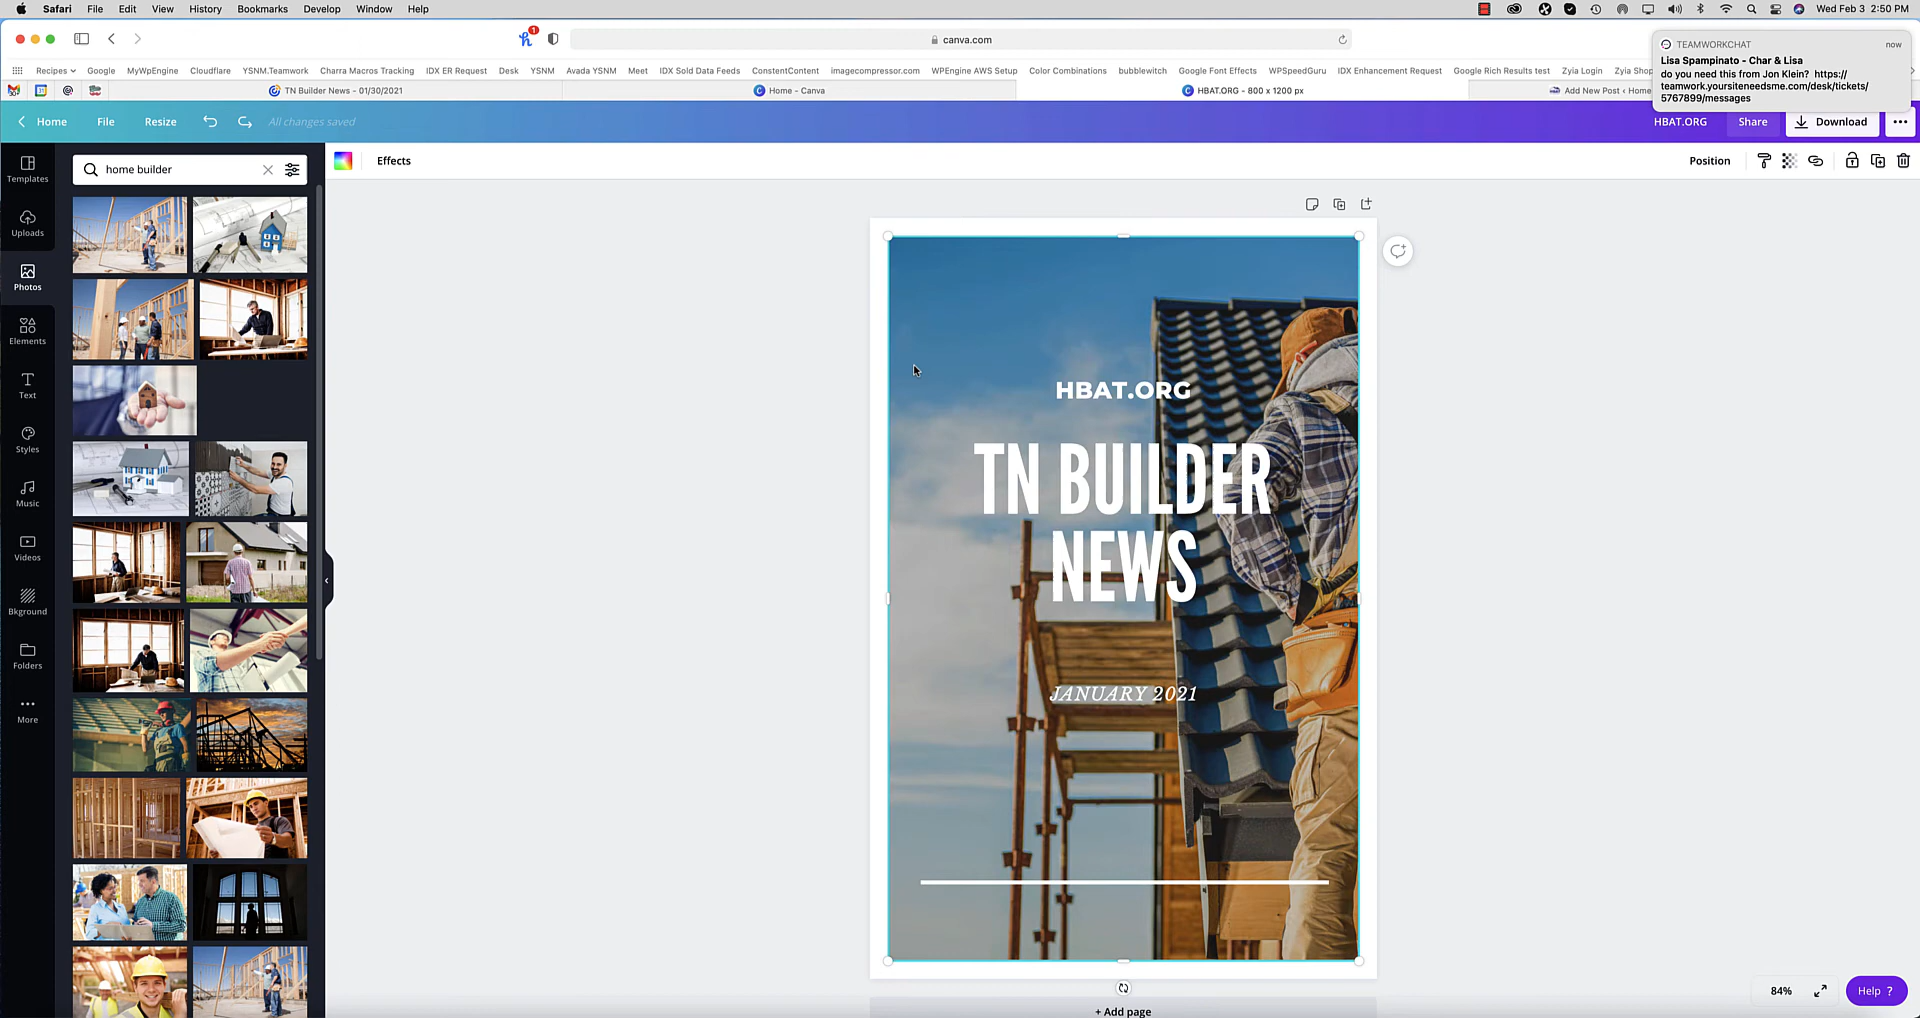 Safari File Edit View History Bookmarks Develop Window Help Wed Feb 3 2:50 PM
1
canva.com
TEAMWORKCHAT now
Lisa Spampinato - Char & Lisa
do you need this from Jon Klein? https://
teamwork.yoursiteneedsme.com/desk/tickets/
5767899/messages
Recipes Google MyWpEngine Cloudflare YSNM.Teamwork Charra Macros Tracking IDX ER Request Desk YSNM Avada YSNM Meet IDX Sold Data Feeds ConstentContent imagecompressor.com WPEngine AWS Setup Color Combinations bubblewitch Google Font Effects WPSpeedGuru IDX Enhancement Request Google Rich Results test Zyia Login Zyia Shop
TN Builder News - 01/30/2021 Home - Canva HBAT.ORG - 800 x 1200 px Add New Post ‹ Home
Home File Resize All changes saved HBAT.ORG Share Download
Templates
Uploads
Photos
Elements
Text
Styles
Music
Videos
Bkground
Folders
More
home builder
Effects Position
HBAT.ORG
TN BUILDER
NEWS
JANUARY 2021
+ Add page
84% Help ?